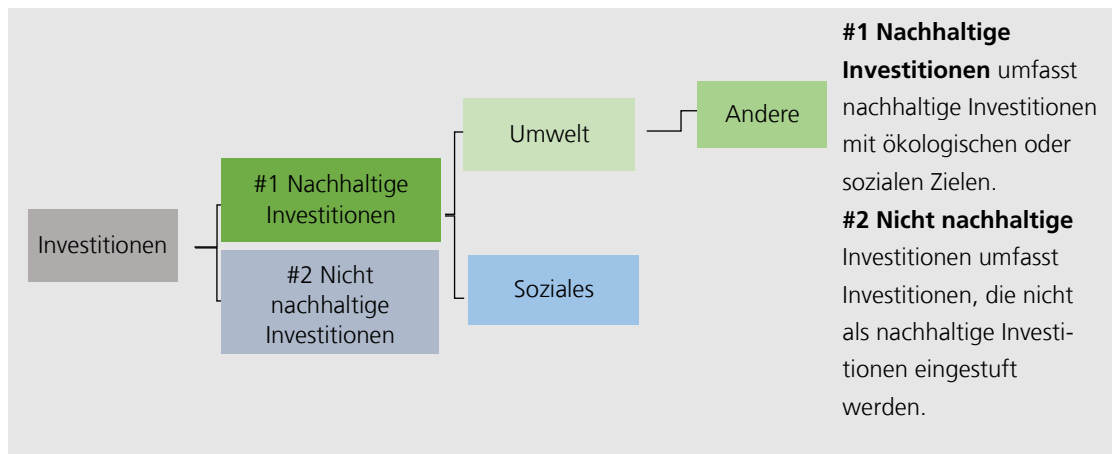 Investitionen
#1 Nachhaltige
Investitionen
#2 Nicht
nachhaltige
Investitionen
Umwelt
Soziales
Andere
#1 Nachhaltige
Investitionen umfasst
nachhaltige Investitionen
mit ökologischen oder
sozialen Zielen.
#2 Nicht nachhaltige
Investitionen umfasst
Investitionen, die nicht
als nachhaltige Investi-
tionen eingestuft
werden.